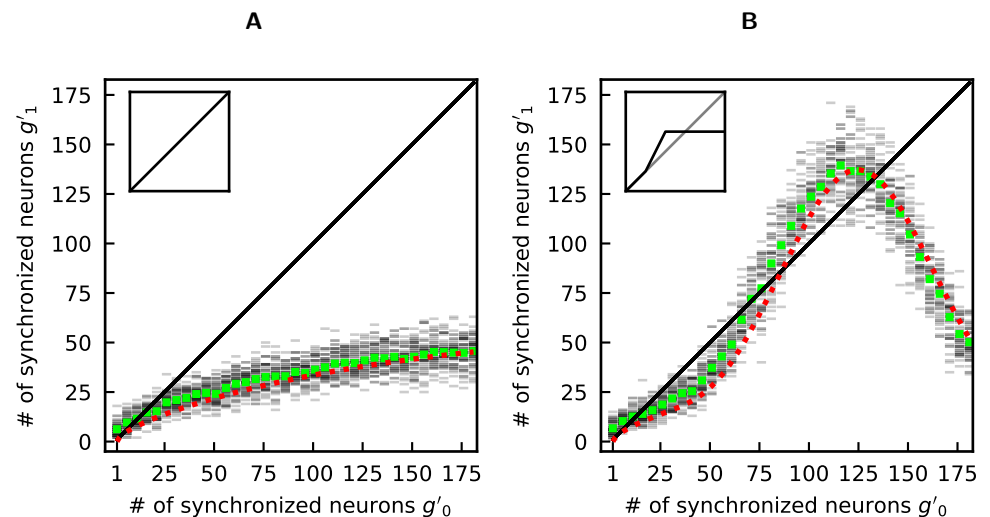 A
B
175
150
125
100
75
50
25
0
1 25 50 75 100 125 150 175
# of synchronized neurons g′₀
# of synchronized neurons g′₁
175
150
125
100
75
50
25
0
1 25 50 75 100 125 150 175
# of synchronized neurons g′₀
# of synchronized neurons g′₁